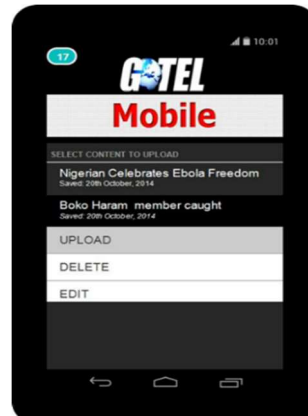 10:01
17
GOTEL
Mobile
SELECT CONTENT TO UPLOAD
Nigerian Celebrates Ebola Freedom
Saved: 20th October, 2014
Boko Haram member caught
Saved: 20th October, 2014
UPLOAD
DELETE
EDIT